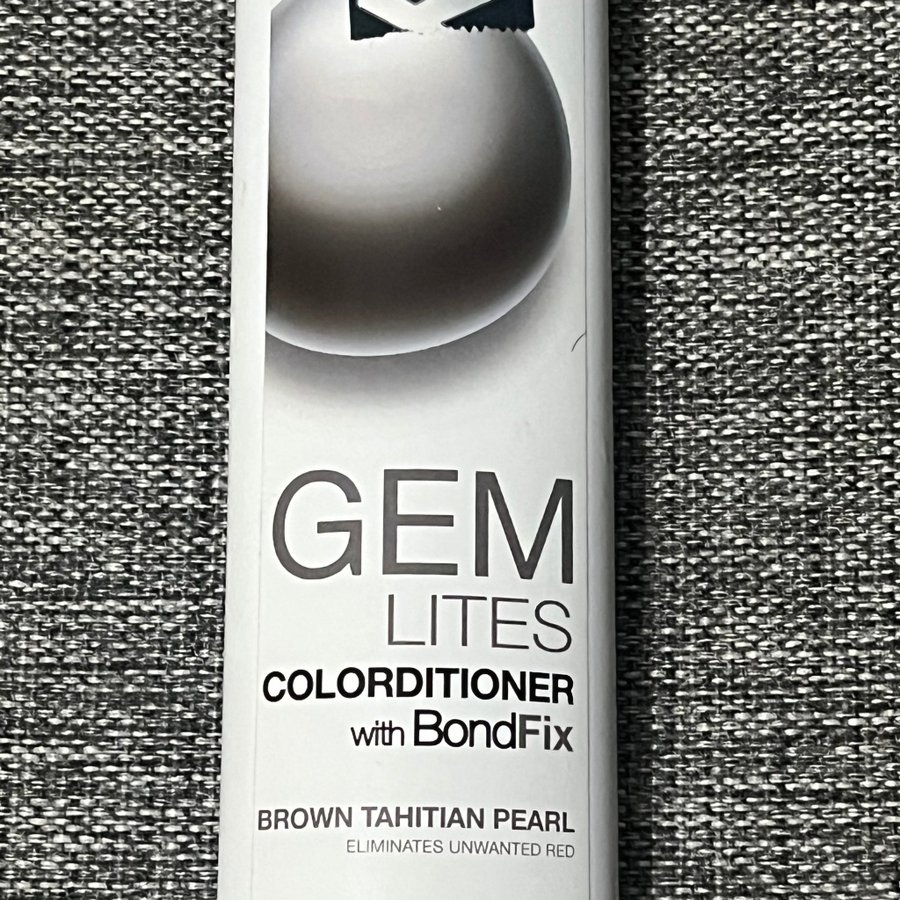 GEM
LITES
COLORDITIONER
with BondFix
BROWN TAHITIAN PEARL
ELIMINATES UNWANTED RED